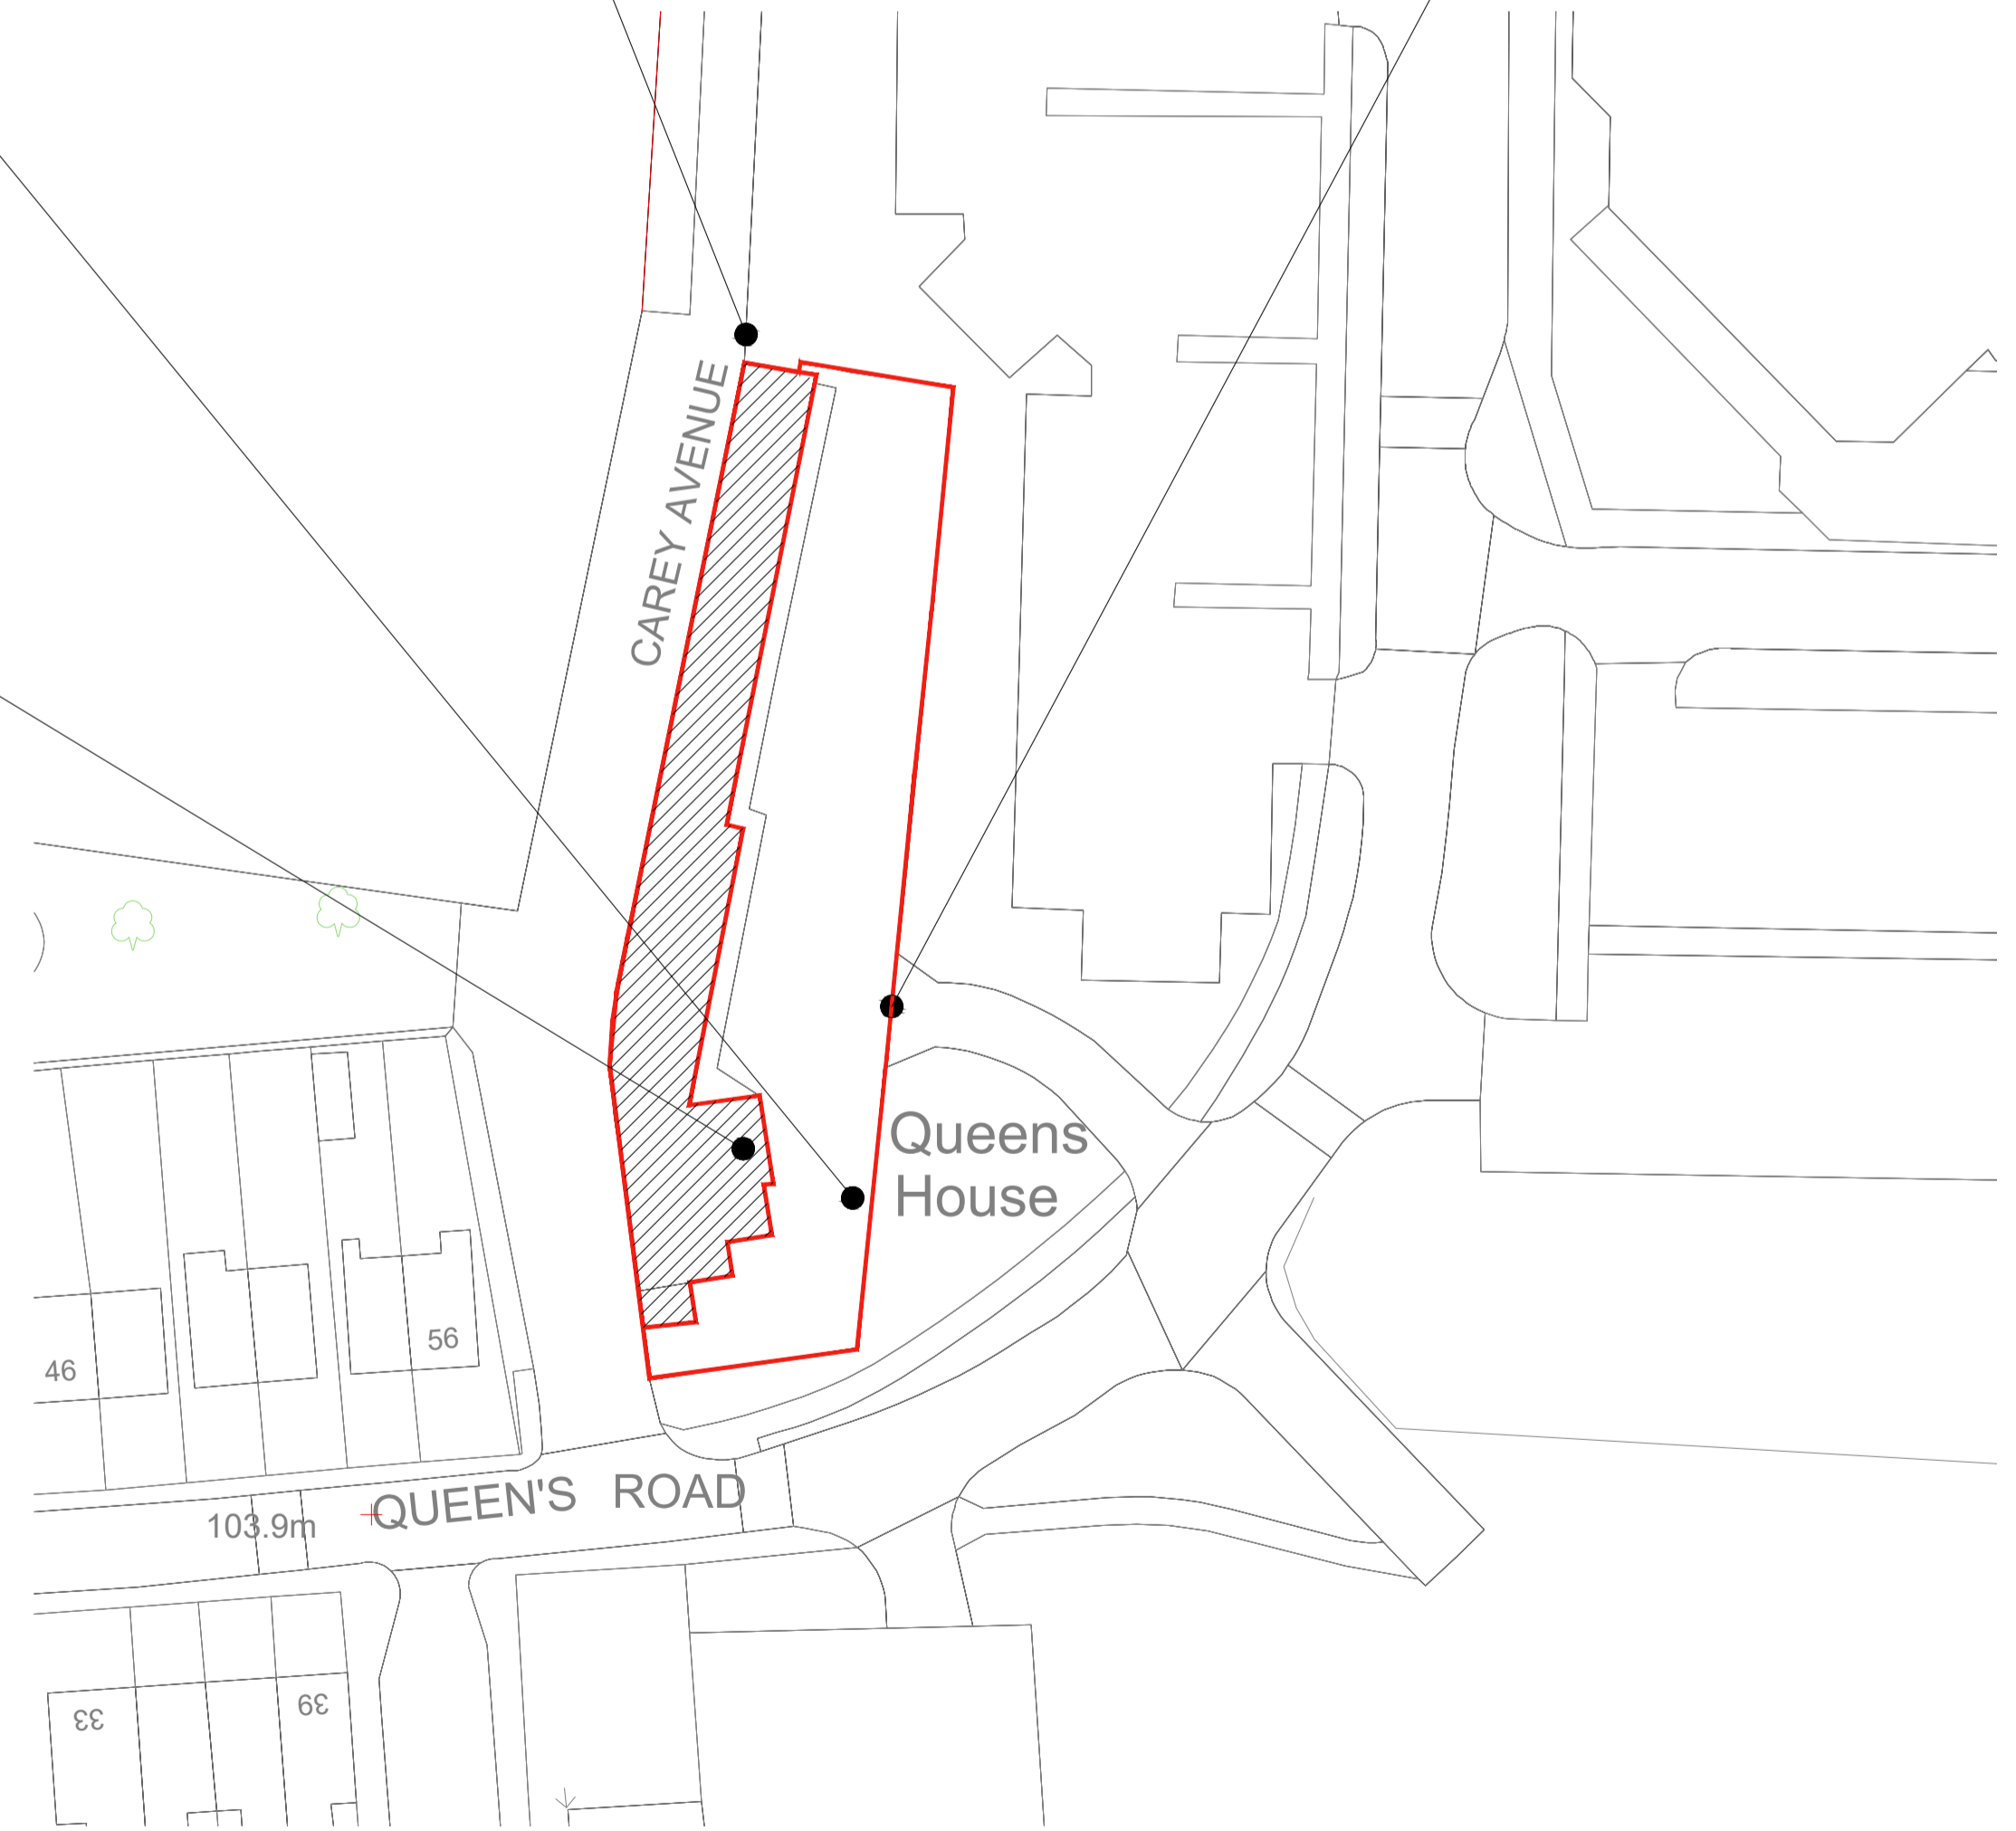 CAREY AVENUE
Queens
House
56
46
QUEEN'S ROAD
103.9m
39
33